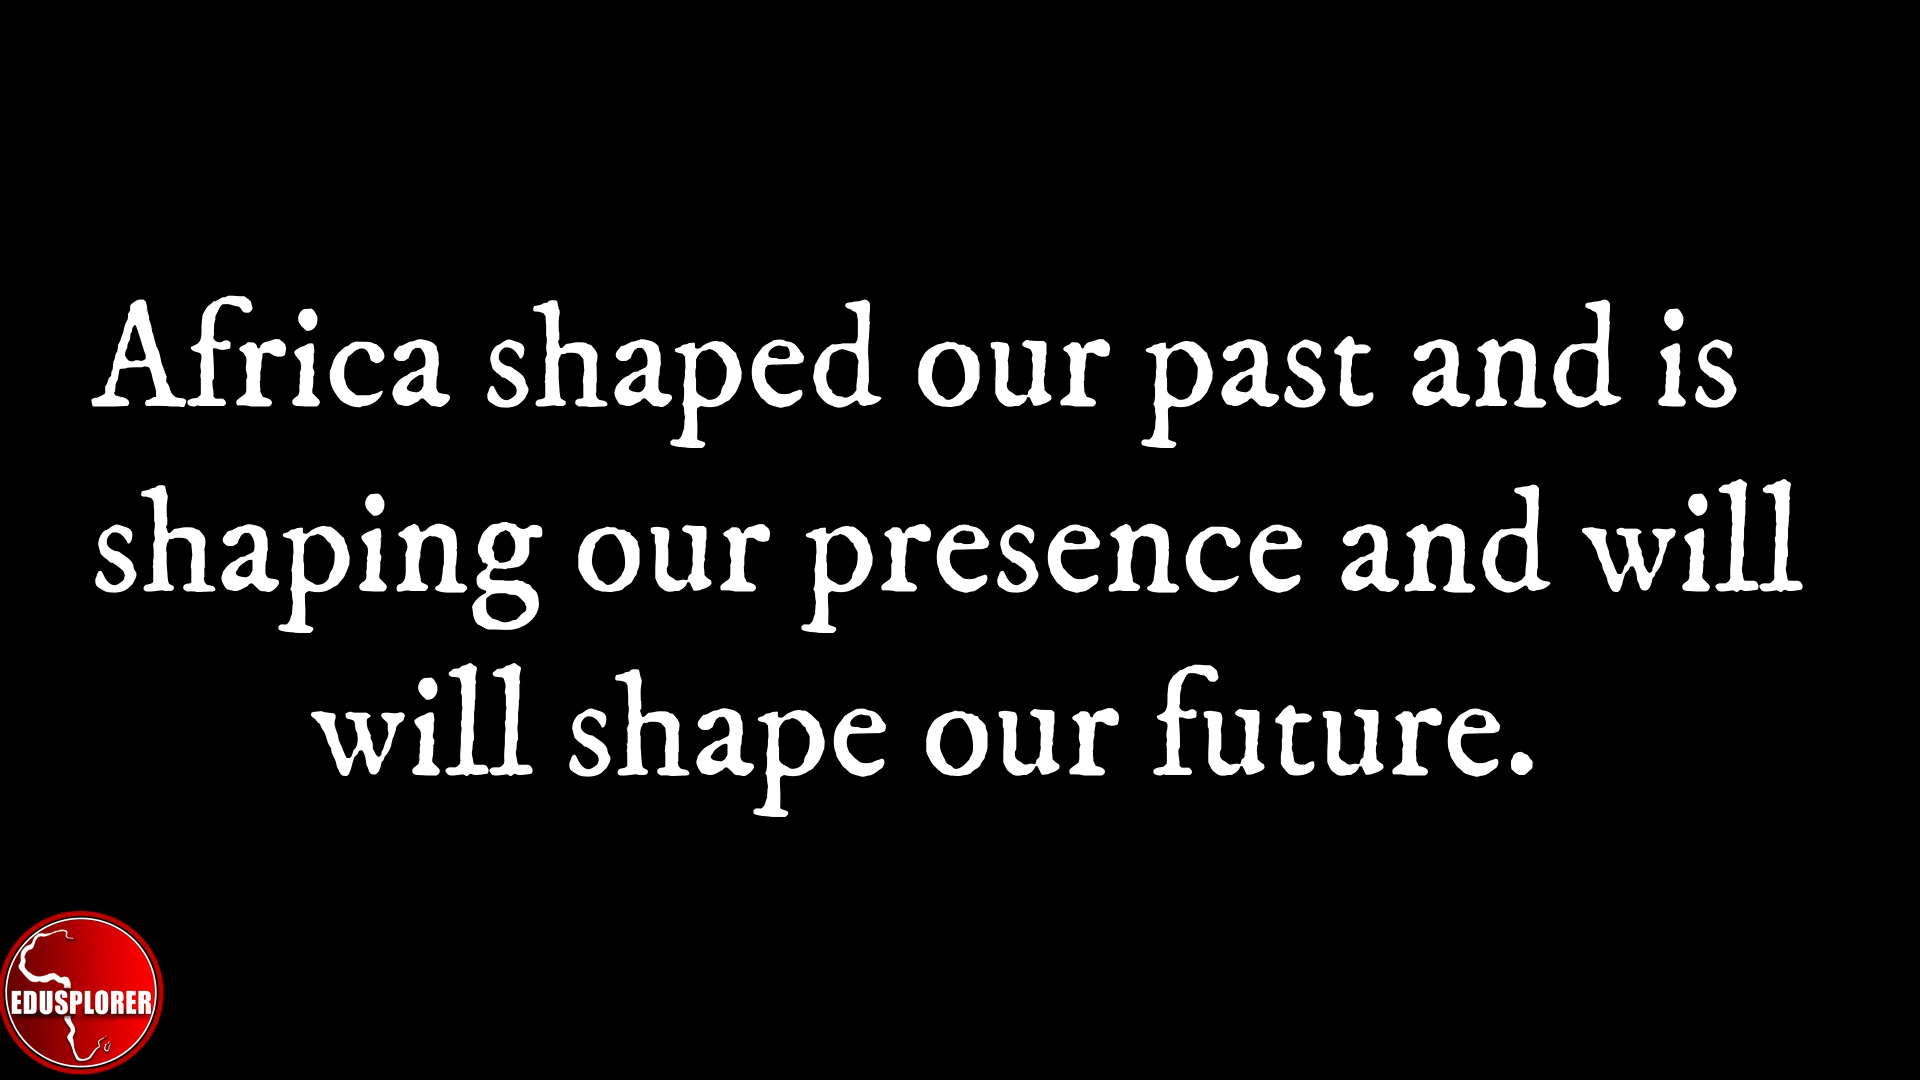 Africa shaped our past and is
shaping our presence and will
will shape our future.
EDUSPLORER